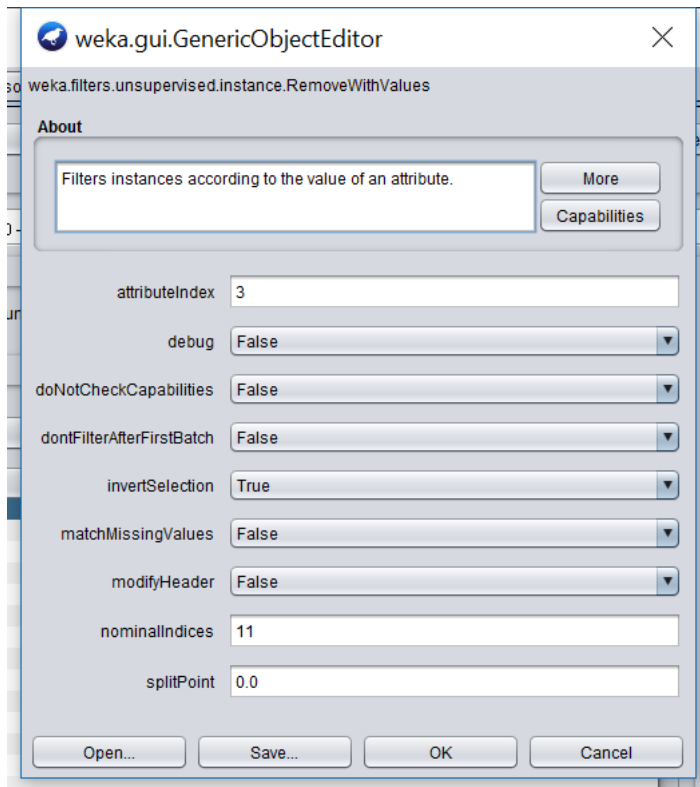 weka.gui.GenericObjectEditor
so
weka.filters.unsupervised.instance.RemoveWithValues
About
Filters instances according to the value of an attribute.
More
Capabilities
attributeIndex 3
debug False
doNotCheckCapabilities False
dontFilterAfterFirstBatch False
invertSelection True
matchMissingValues False
modifyHeader False
nominalIndices 11
splitPoint 0.0
Open... Save... OK Cancel